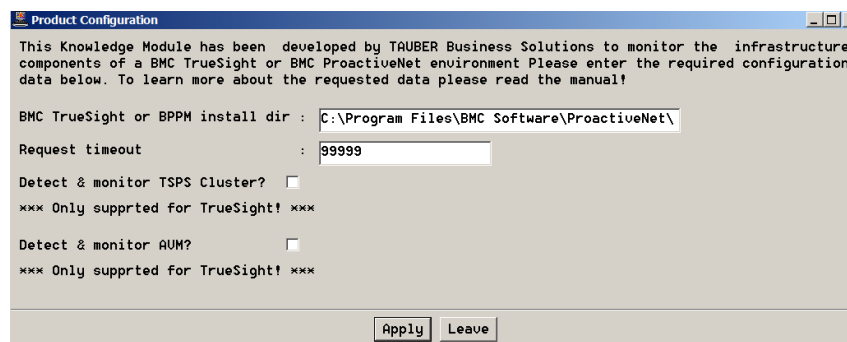 Product Configuration
This Knowledge Module has been developed by TAUBER Business Solutions to monitor the infrastructure
components of a BMC TrueSight or BMC ProactiveNet environment Please enter the required configuration
data below. To learn more about the requested data please read the manual!
BMC TrueSight or BPPM install dir : C:\Program Files\BMC Software\ProactiveNet\
Request timeout : 99999
Detect & monitor TSPS Cluster?
*** Only supprted for TrueSight! ***
Detect & monitor AVM?
*** Only supprted for TrueSight! ***
Apply Leave